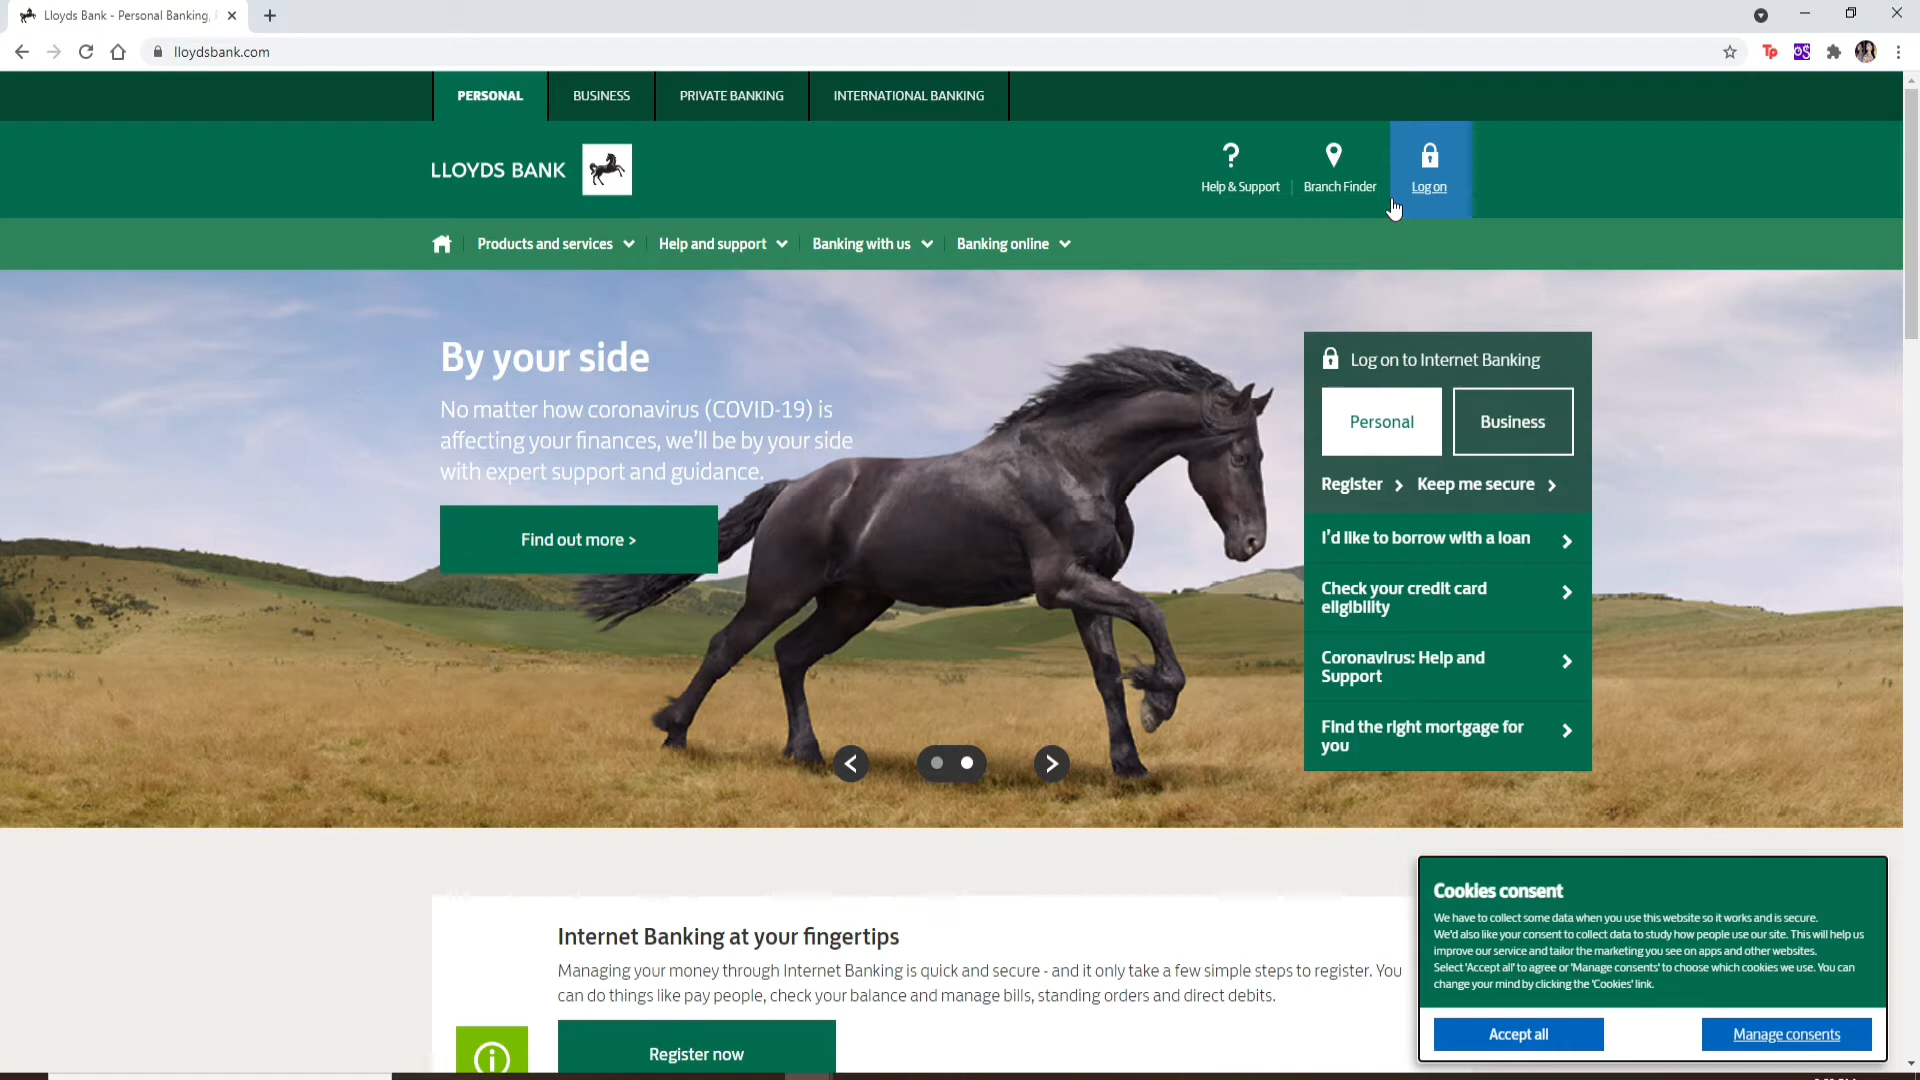 Lloyds Bank - Personal Banking,
lloydsbank.com
PERSONAL
BUSINESS
PRIVATE BANKING
INTERNATIONAL BANKING
LLOYDS BANK
Help & Support
Branch Finder
Log on
Products and services
Help and support
Banking with us
Banking online
By your side
No matter how coronavirus (COVID-19) is
affecting your finances, we'll be by your side
with expert support and guidance.
Find out more >
Log on to Internet Banking
Personal
Business
Register
Keep me secure
I'd like to borrow with a loan
Check your credit card
eligibility
Coronavirus: Help and
Support
Find the right mortgage for
you
Internet Banking at your fingertips
Managing your money through Internet Banking is quick and secure - and it only take a few simple steps to register. You
can do things like pay people, check your balance and manage bills, standing orders and direct debits.
Register now
Cookies consent
We have to collect some data when you use this website so it works and is secure.
We'd also like your consent to collect data to study how people use our site. This will help us
improve our service and tailor the marketing you see on apps and other websites.
Select 'Accept all' to agree or 'Manage consents' to choose which cookies we use. You can
change your mind by clicking the 'Cookies' link.
Accept all
Manage consents